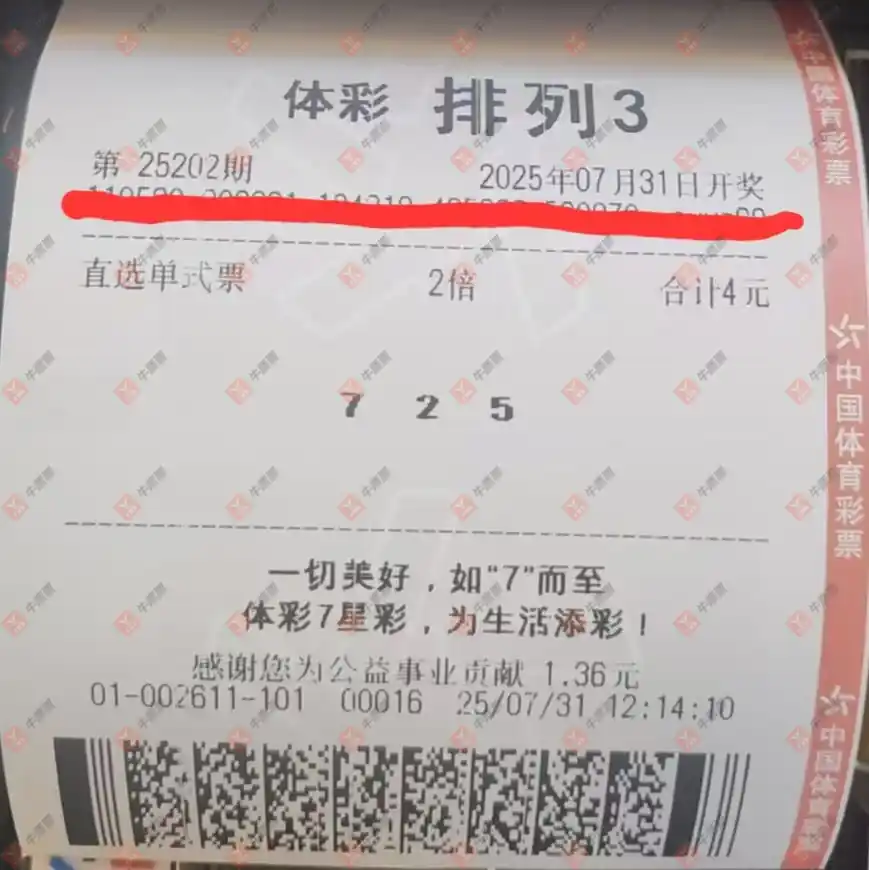 体彩 排列3
第 25202期 2025年07月31日开奖
直选单式票 2倍 合计4元
7 2 5
一切美好，如“7”而至
体彩7星彩，为生活添彩！
感谢您为公益事业贡献 1.36元
01-002611-101 00016 25/07/31 12:14:10
中国体育彩票
中国体育彩票
中国体育彩票